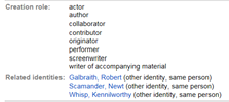 Creation role: actor
author
collaborator
contributor
originator
performer
screenwriter
writer of accompanying material
Related identities: Galbraith, Robert (other identity, same person)
Scamander, Newt (other identity, same person)
Whisp, Kennilworthy (other identity, same person)